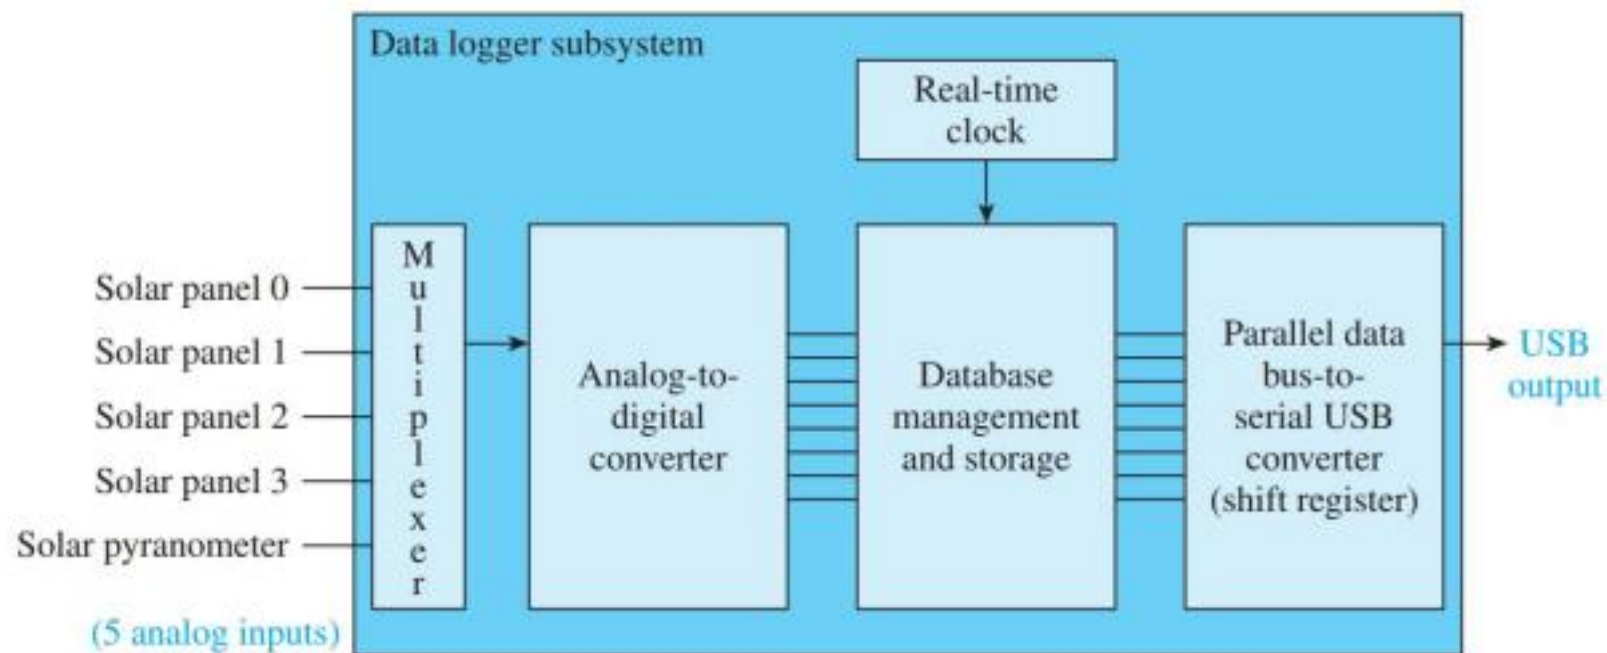 Data logger subsystem
Real-time
clock
Solar panel 0
Solar panel 1
Solar panel 2
Solar panel 3
Solar pyranometer
(5 analog inputs)
Multiplexer
Analog-to-
digital
converter
Database
management
and storage
Parallel data
bus-to-
serial USB
converter
(shift register)
USB
output